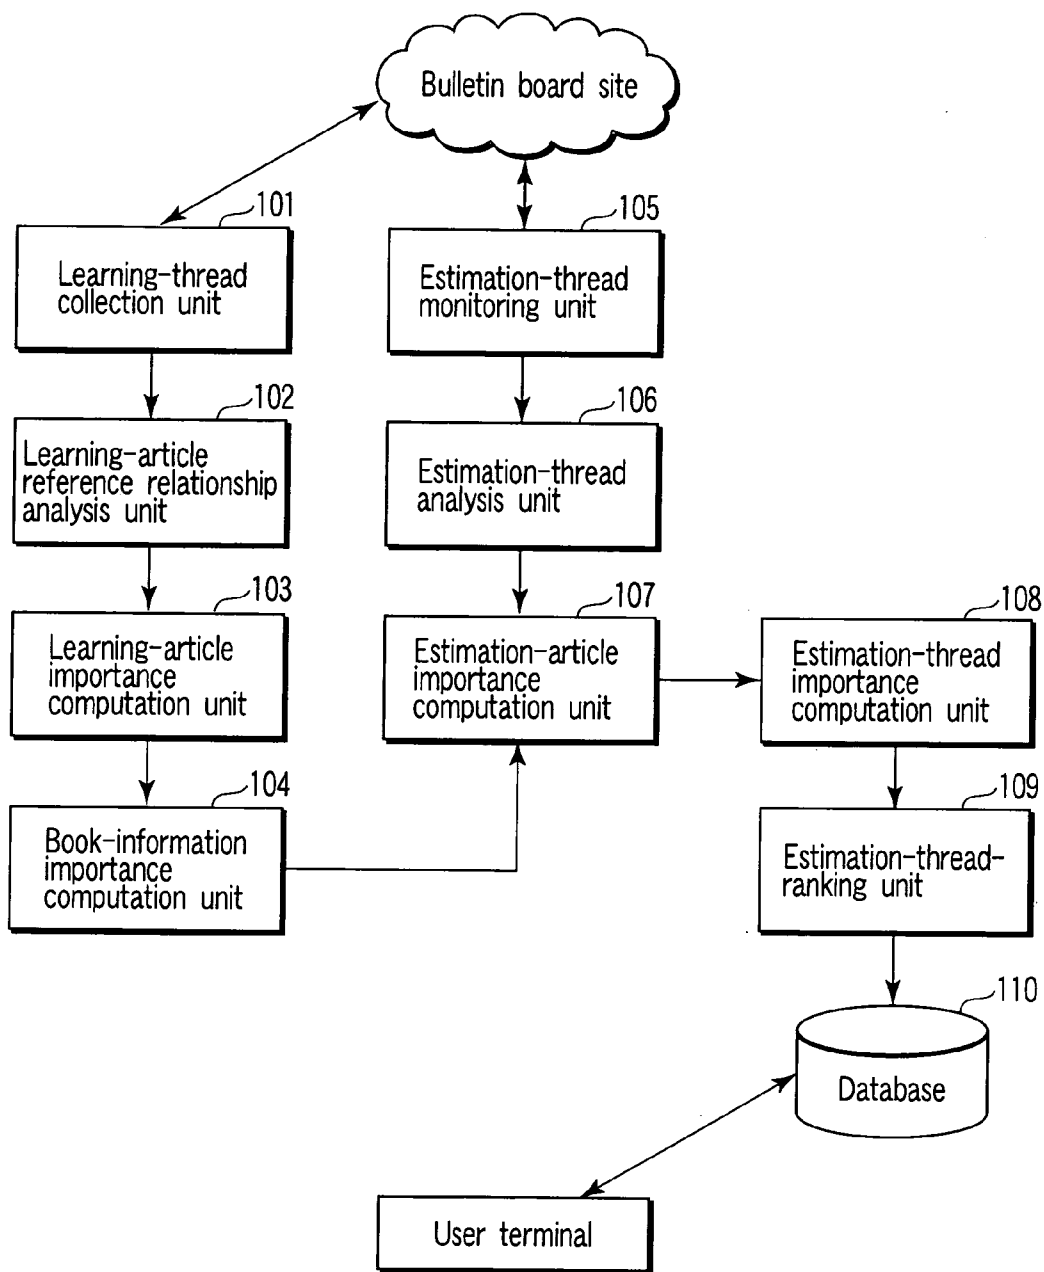 Bulletin board site
101
Learning-thread
collection unit
105
Estimation-thread
monitoring unit
102
Learning-article
reference relationship
analysis unit
106
Estimation-thread
analysis unit
103
Learning-article
importance
computation unit
107
Estimation-article
importance
computation unit
108
Estimation-thread
importance
computation unit
104
Book-information
importance
computation unit
109
Estimation-thread-
ranking unit
110
Database
User terminal